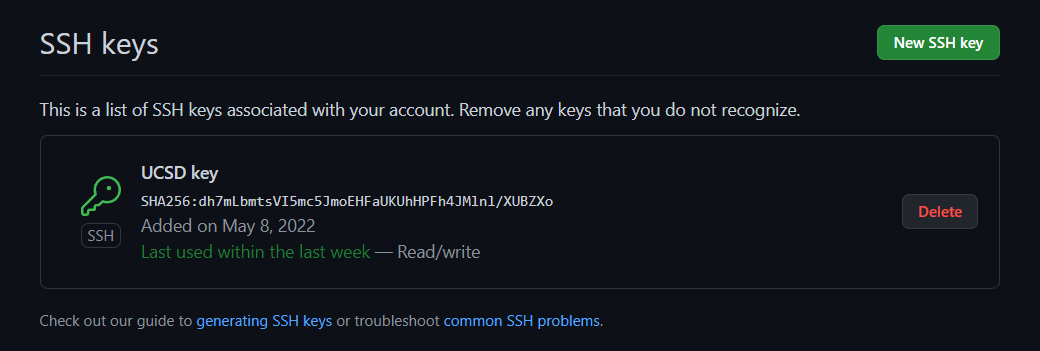 SSH keys
New SSH key
This is a list of SSH keys associated with your account. Remove any keys that you do not recognize.
UCSD key
SHA256:dh7mLbmtsVI5mc5JmoEHFaUKUhHPFh4JMlnl/XUBZXo
SSH
Added on May 8, 2022
Last used within the last week — Read/write
Delete
Check out our guide to generating SSH keys or troubleshoot common SSH problems.